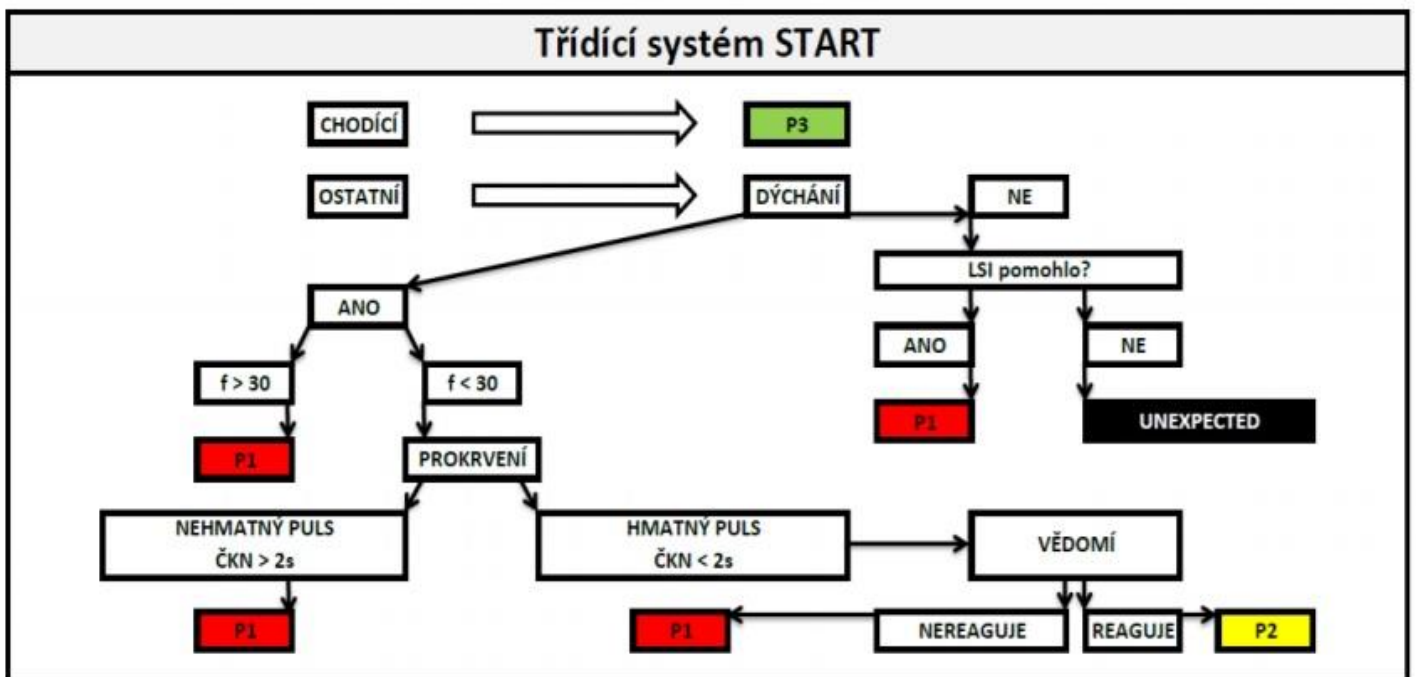 Třídící systém START
CHODÍCÍ
P3
OSTATNÍ
DÝCHÁNÍ
NE
LSI pomohlo?
ANO
ANO
NE
f > 30
f < 30
P1
UNEXPECTED
P1
PROKRVENÍ
NEHMATNÝ PULS
ČKN > 2s
HMATNÝ PULS
ČKN < 2s
VĚDOMÍ
P1
P1
NEREAGUJE
REAGUJE
P2